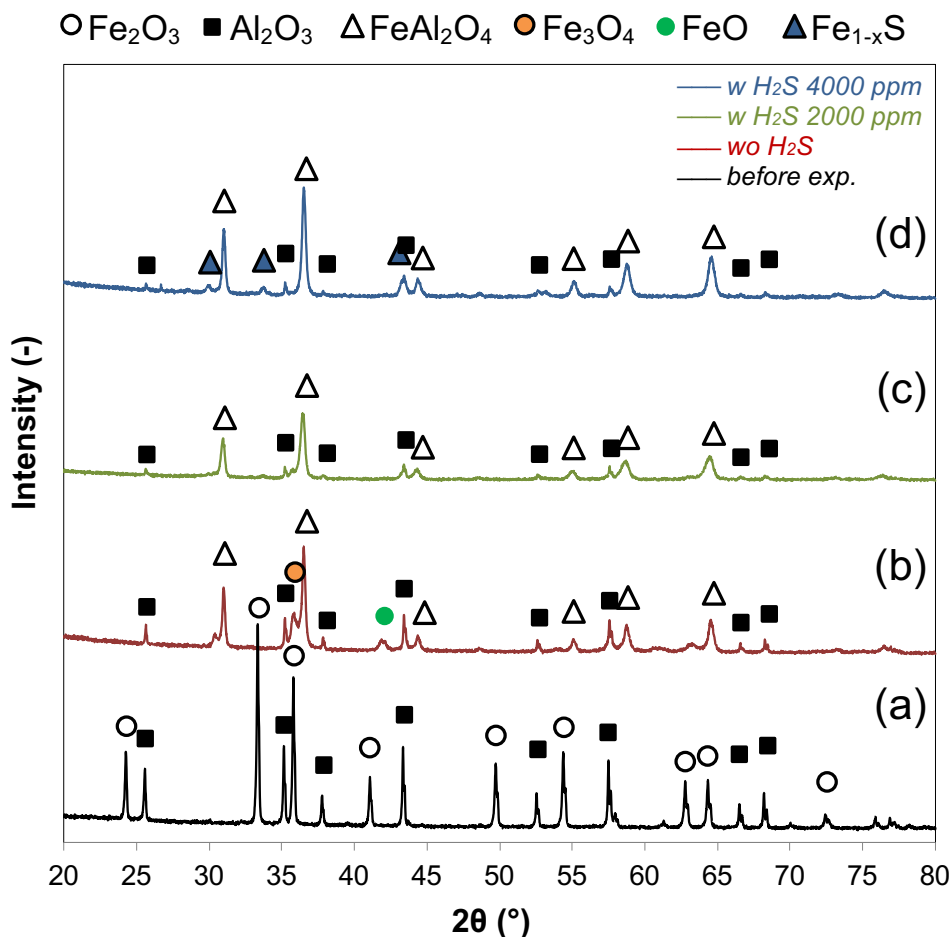 Fe₂O₃ Al₂O₃ FeAl₂O₄ Fe₃O₄ FeO Fe₁₋ₓS
w H₂S 4000 ppm
w H₂S 2000 ppm
wo H₂S
before exp.
(d)
(c)
(b)
(a)
Intensity (-)
20 25 30 35 40 45 50 55 60 65 70 75 80
2θ (°)